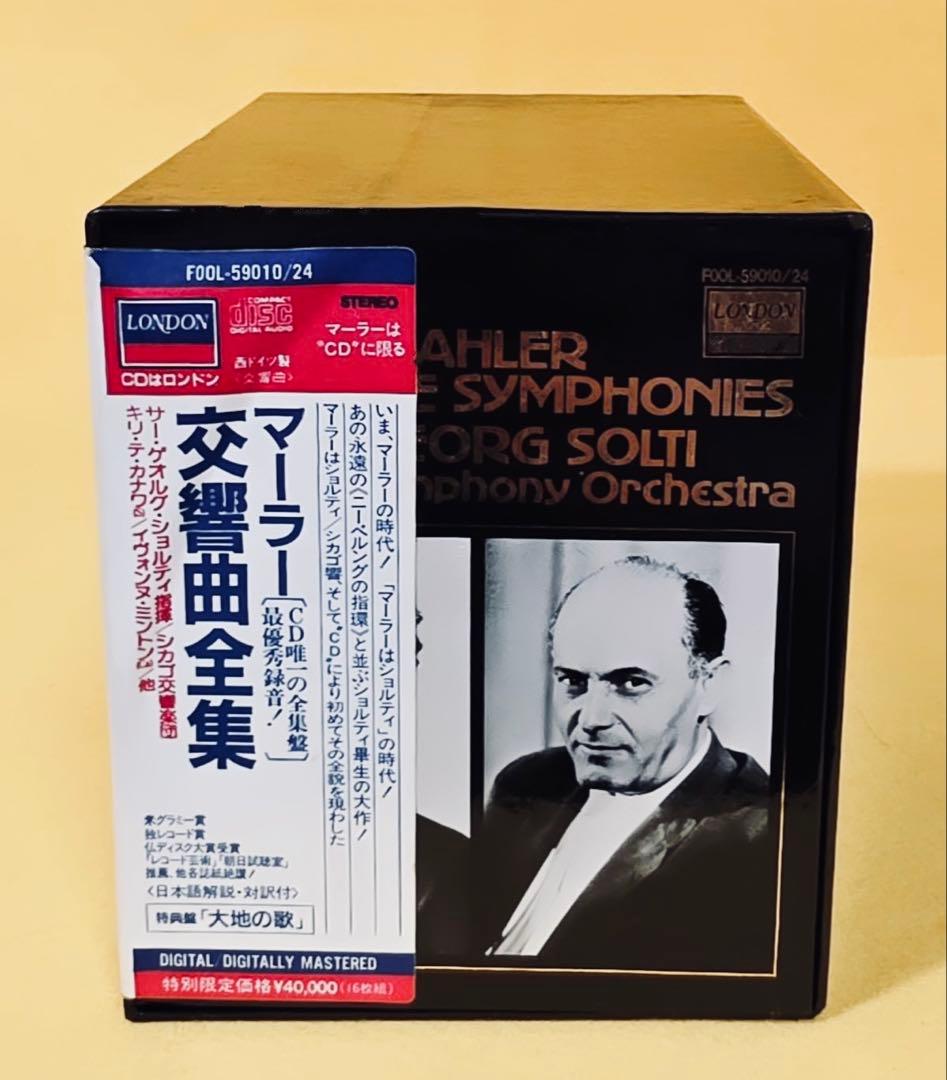 FOOL-59010/24
LONDON
COMPACT
disc
DIGITAL AUDIO
STEREO
西ドイツ製
〈交響曲〉
マーラーは
"CD"に限る
CDはロンドン
いま、マーラーの時代! 「マーラーはショルティ」の時代!
あの永遠の《ニーベルングの指環》と並ぶショルティ畢生の大作!
マーラーはショルティ/シカゴ響、そして"CD"により初めてその全貌を現わした
マーラー
〔CD唯一の全集盤〕
〔最優秀録音!〕
交響曲全集
サー・ゲオルグ・ショルティ指揮/シカゴ交響楽団
キリ・テ・カナワ/イヴォンヌ・ミントン/他
米グラミー賞
独レコード賞
仏ディスク大賞受賞
「レコード芸術」「朝日試聴室」
推薦、他各誌紙絶讃!
〈日本語解説・対訳付〉
特典盤「大地の歌」
DIGITAL/DIGITALLY MASTERED
特別限定価格¥40,000(16枚組)
FOOL-59010/24
LONDON
AHLER
E SYMPHONIES
EORG SOLTI
mphony Orchestra